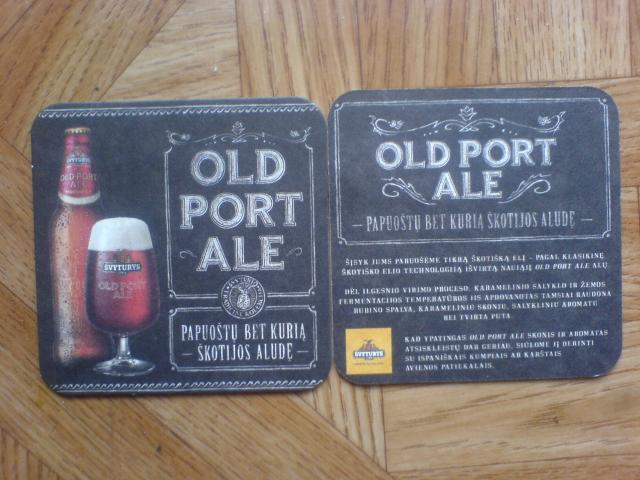 ŠVYTURYS
OLD PORT
ALE
ŠVYTURYS
OLD PORT
ALE
OLD
PORT
ALE
PAPUOŠTŲ BET KURIĄ
ŠKOTIJOS ALUDĘ
OLD PORT
ALE
PAPUOŠTŲ BET KURIĄ ŠKOTIJOS ALUDĘ
ŠĮSYK JUMS PARUOŠĖME TIKRĄ ŠKOTIŠKĄ ELĮ - PAGAL KLASIKINĘ
ŠKOTIŠKO ELIO TECHNOLOGIJĄ IŠVIRTĄ NAUJĄJĮ OLD PORT ALE ALŲ.
DĖL ILGESNIO VIRIMO PROCESO, KARAMELINIO SALYKLO IR ŽEMOS
FERMENTACIJOS TEMPERATŪROS JIS APDOVANOTAS TAMSIAI RAUDONA
RUBINO SPALVA, KARAMELINIU SKONIU, SALYKLINIU AROMATU
BEI TVIRTA PUTA.
KAD YPATINGAS OLD PORT ALE SKONIS IR AROMATAS
ATSISKLEISTŲ DAR GERIAU, SIŪLOME JĮ DERINTI
SU ISPANIŠKAIS KUMPIAIS AR KARŠTAIS
AVIENOS PATIEKALAIS.
ŠVYTURYS